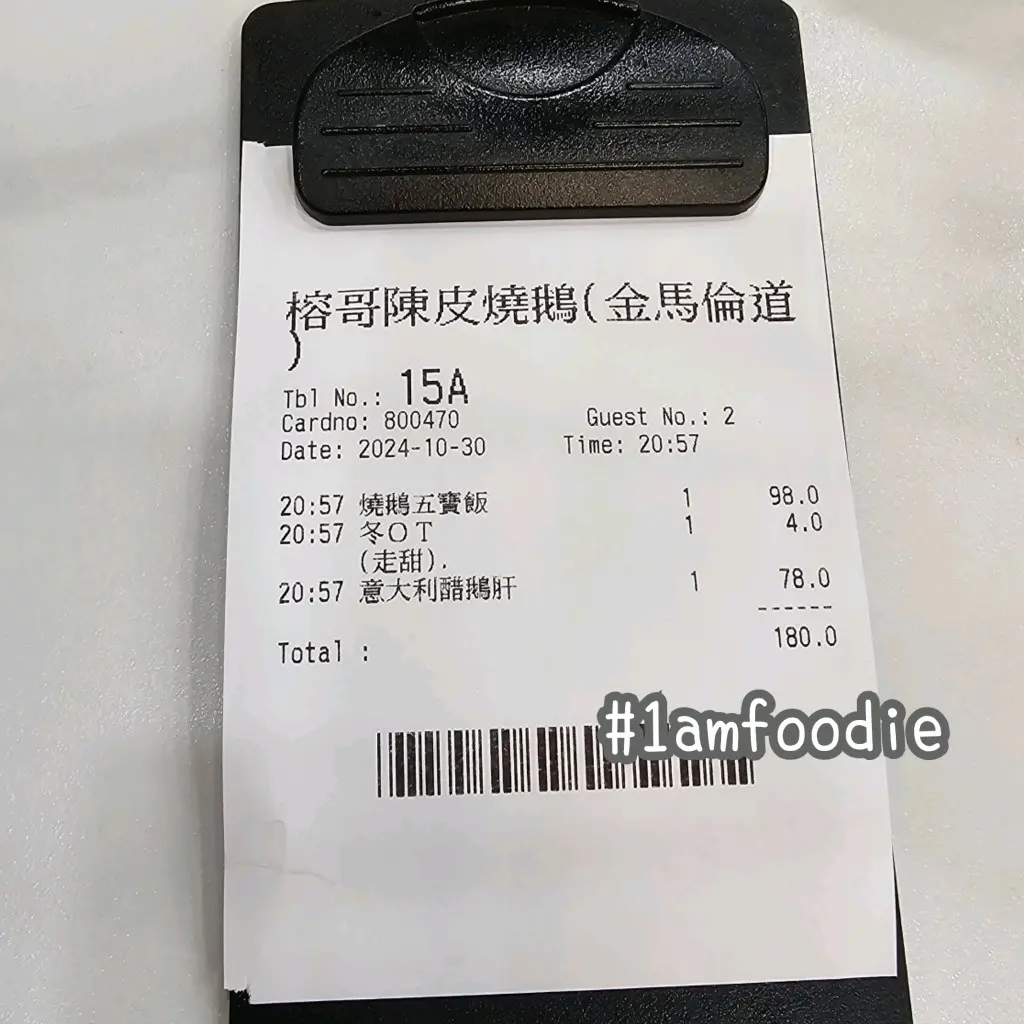 榕哥陳皮燒鵝(金馬倫道
)
Tbl No.: 15A
Cardno: 800470 Guest No.: 2
Date: 2024-10-30 Time: 20:57
20:57 燒鵝五寶飯 1 98.0
20:57 冬OT 1 4.0
(走甜).
20:57 意大利醋鵝肝 1 78.0
------
Total : 180.0
#1amfoodie